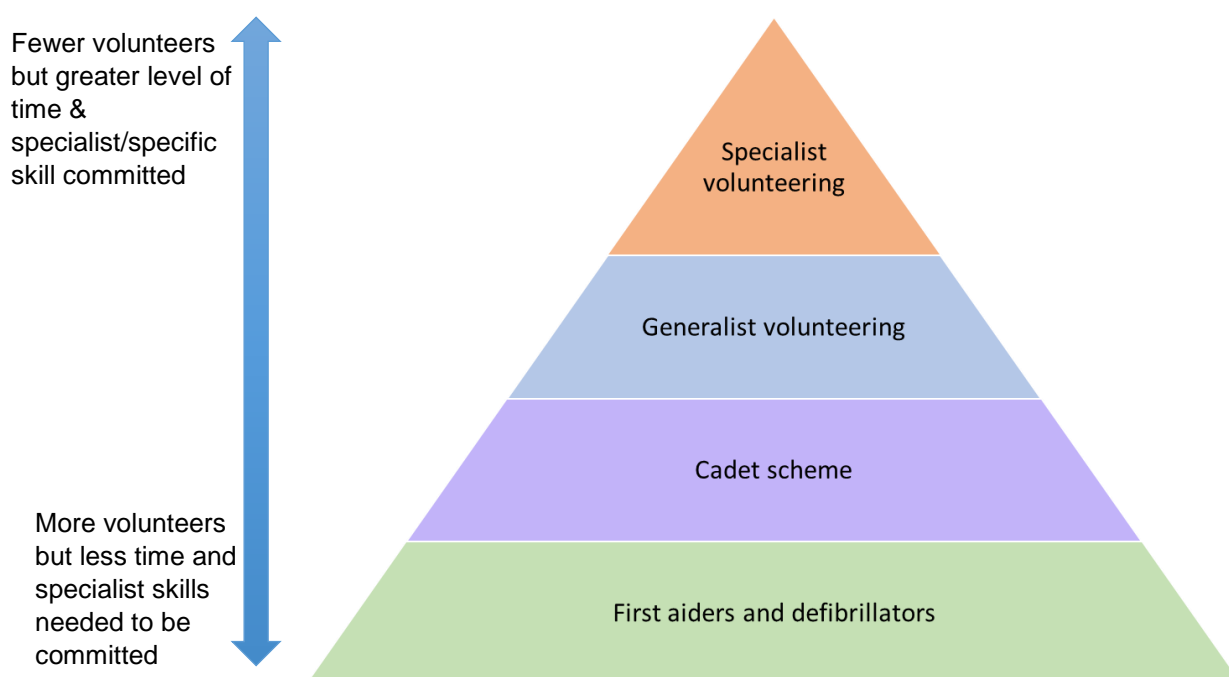 Fewer volunteers
but greater level of
time &
specialist/specific
skill committed
Specialist
volunteering
Generalist volunteering
Cadet scheme
More volunteers
but less time and
specialist skills
needed to be
committed
First aiders and defibrillators